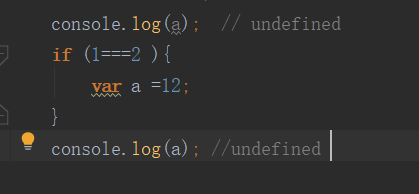 console.log(a);  // undefined
if (1===2 ){
    var a =12;
}
console.log(a); //undefined